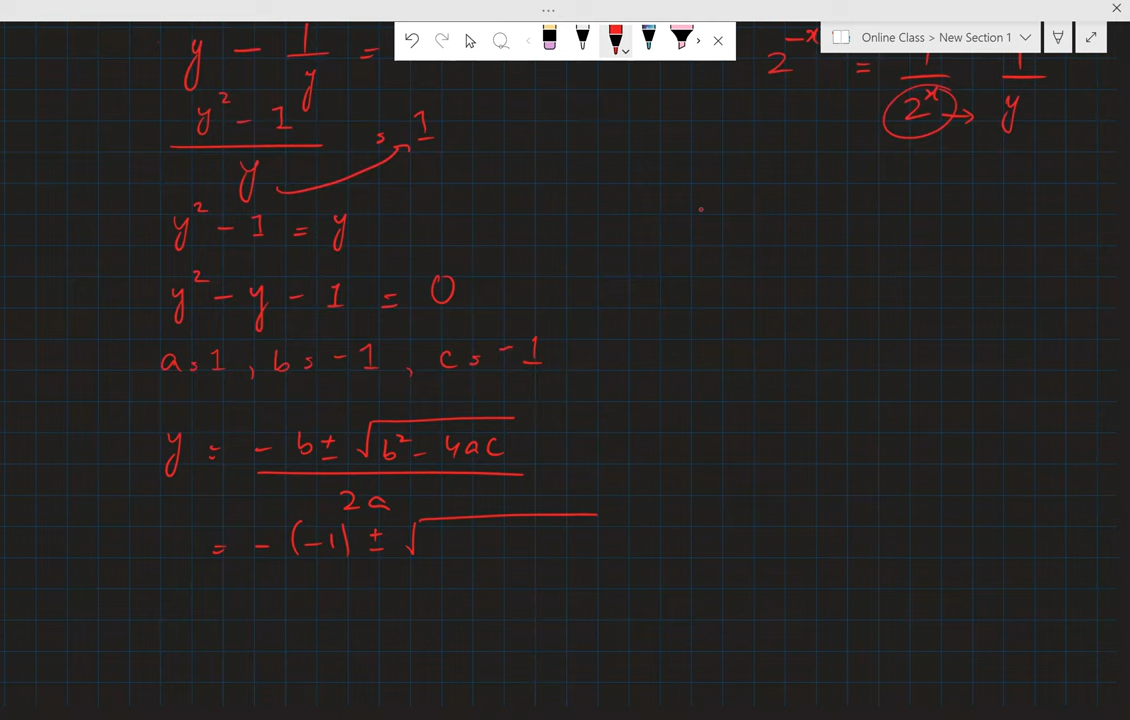 Online Class > New Section 1
y - 1/y =
2^-x = 1/2^x → 1/y
(y² - 1)/y = 1
y² - 1 = y
y² - y - 1 = 0
a = 1 , b = -1 , c = -1
y = (- b ± √(b² - 4ac))/2a
= - (-1) ± √